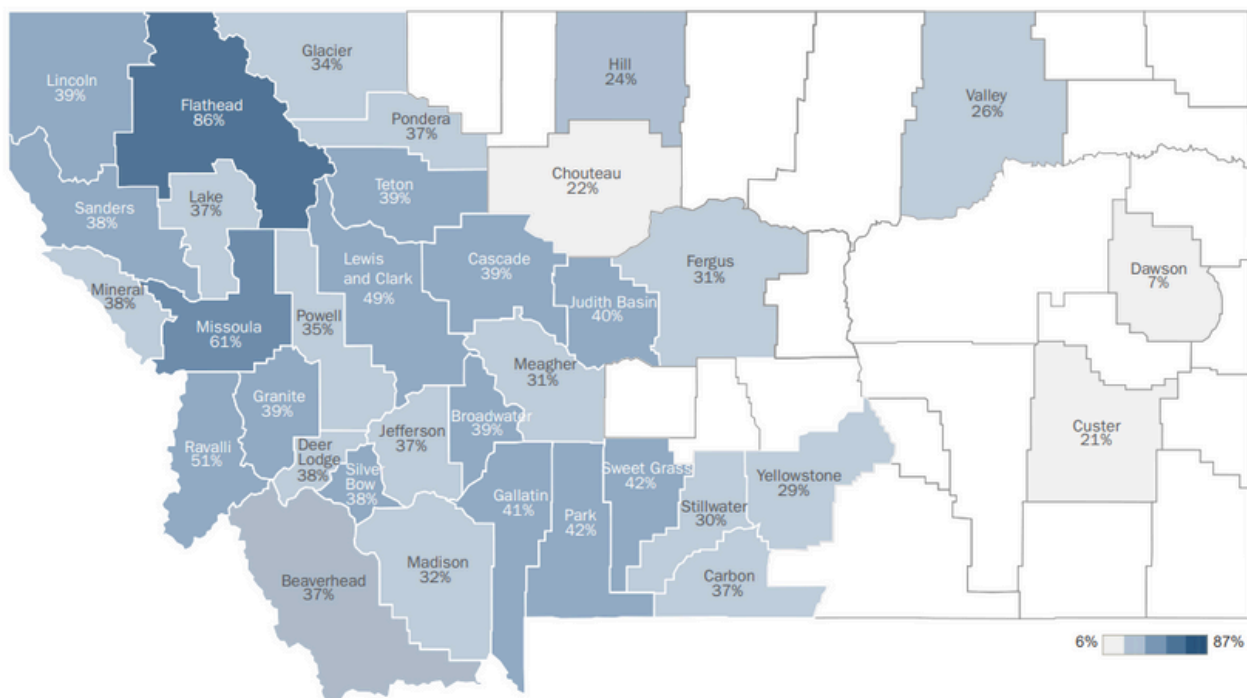 Glacier
34%
Hill
24%
Lincoln
39%
Flathead
86%
Valley
26%
Pondera
37%
Chouteau
22%
Teton
39%
Lake
37%
Sanders
38%
Lewis
and Clark
49%
Cascade
39%
Fergus
31%
Dawson
7%
Mineral
38%
Judith Basin
40%
Powell
35%
Missoula
61%
Meagher
31%
Granite
39%
Broadwater
39%
Jefferson
37%
Custer
21%
Ravalli
51%
Deer
Lodge
38%
Silver
Bow
38%
Sweet Grass
42%
Yellowstone
29%
Gallatin
41%
Stillwater
30%
Park
42%
Madison
32%
Carbon
37%
Beaverhead
37%
6% 87%